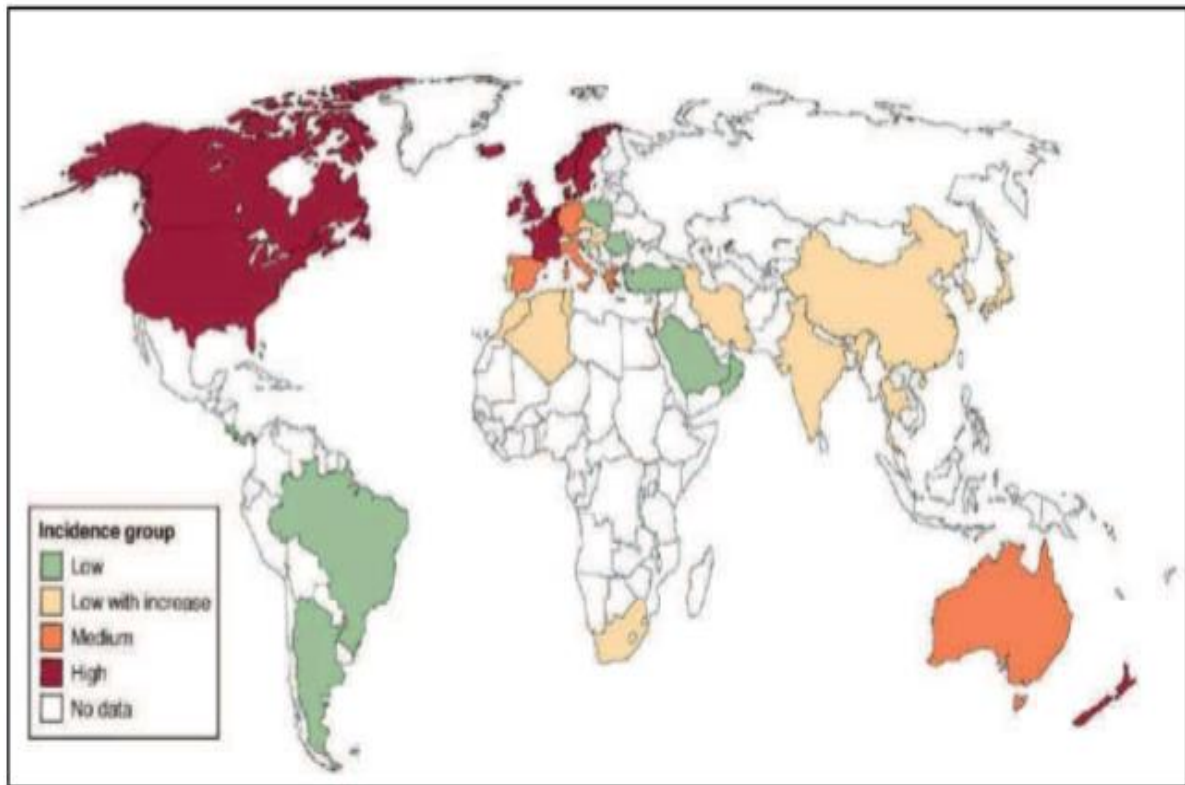 Incidence group
Low
Low with increase
Medium
High
No data